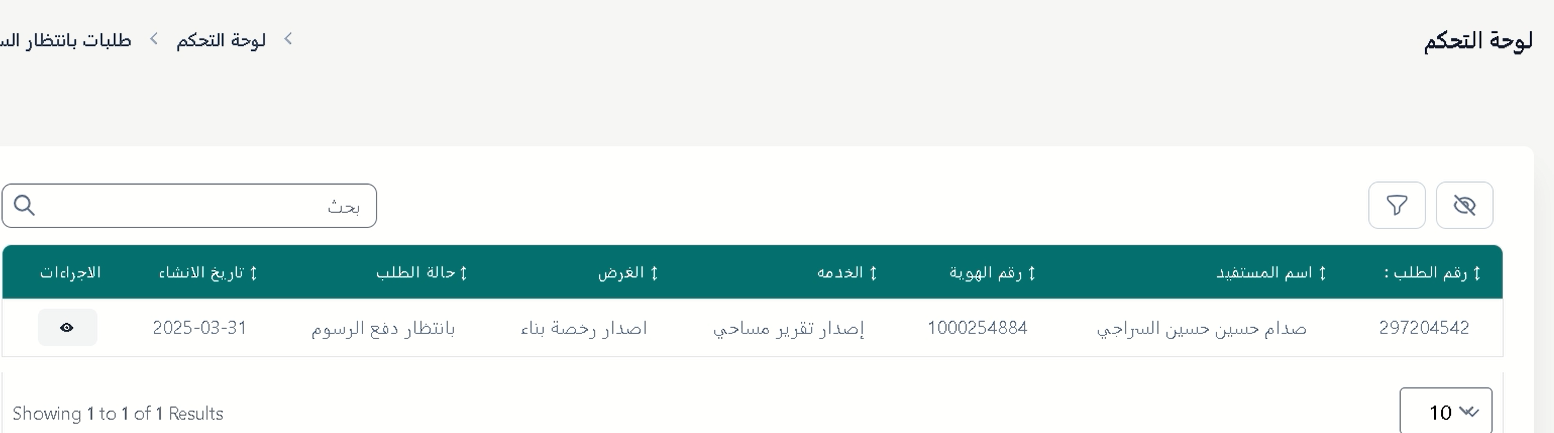 لوحة التحكم
لوحة التحكم
طلبات بانتظار
بحث
رقم الطلب : اسم المستفيد رقم الهوية الخدمه الغرض حالة الطلب تاريخ الانشاء الاجراءات
297204542 صدام حسين حسين السراجي 1000254884 إصدار تقرير مساحي اصدار رخصة بناء بانتظار دفع الرسوم 2025-03-31
10
Showing 1 to 1 of 1 Results